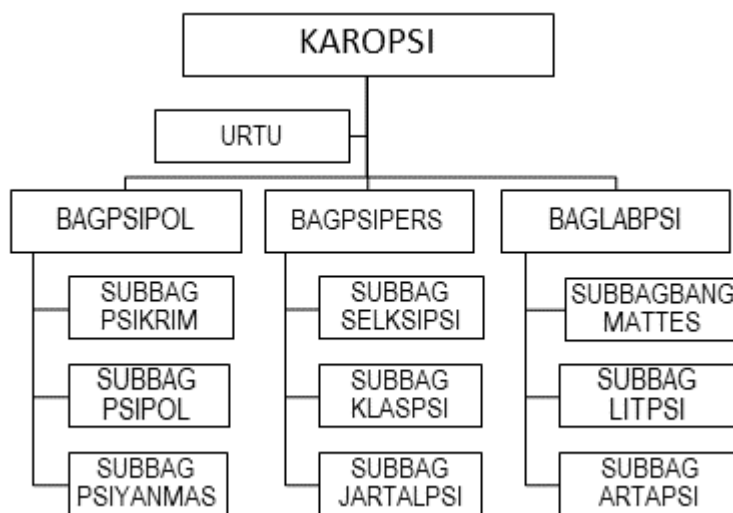 KAROPSI
URTU
BAGPSIPOL
BAGPSIPERS
BAGLABPSI
SUBBAG
PSIKRIM
SUBBAG
SELKSIPSI
SUBBAGBANG
MATTES
SUBBAG
PSIPOL
SUBBAG
KLASPSI
SUBBAG
LITPSI
SUBBAG
PSIYANMAS
SUBBAG
JARTALPSI
SUBBAG
ARTAPSI